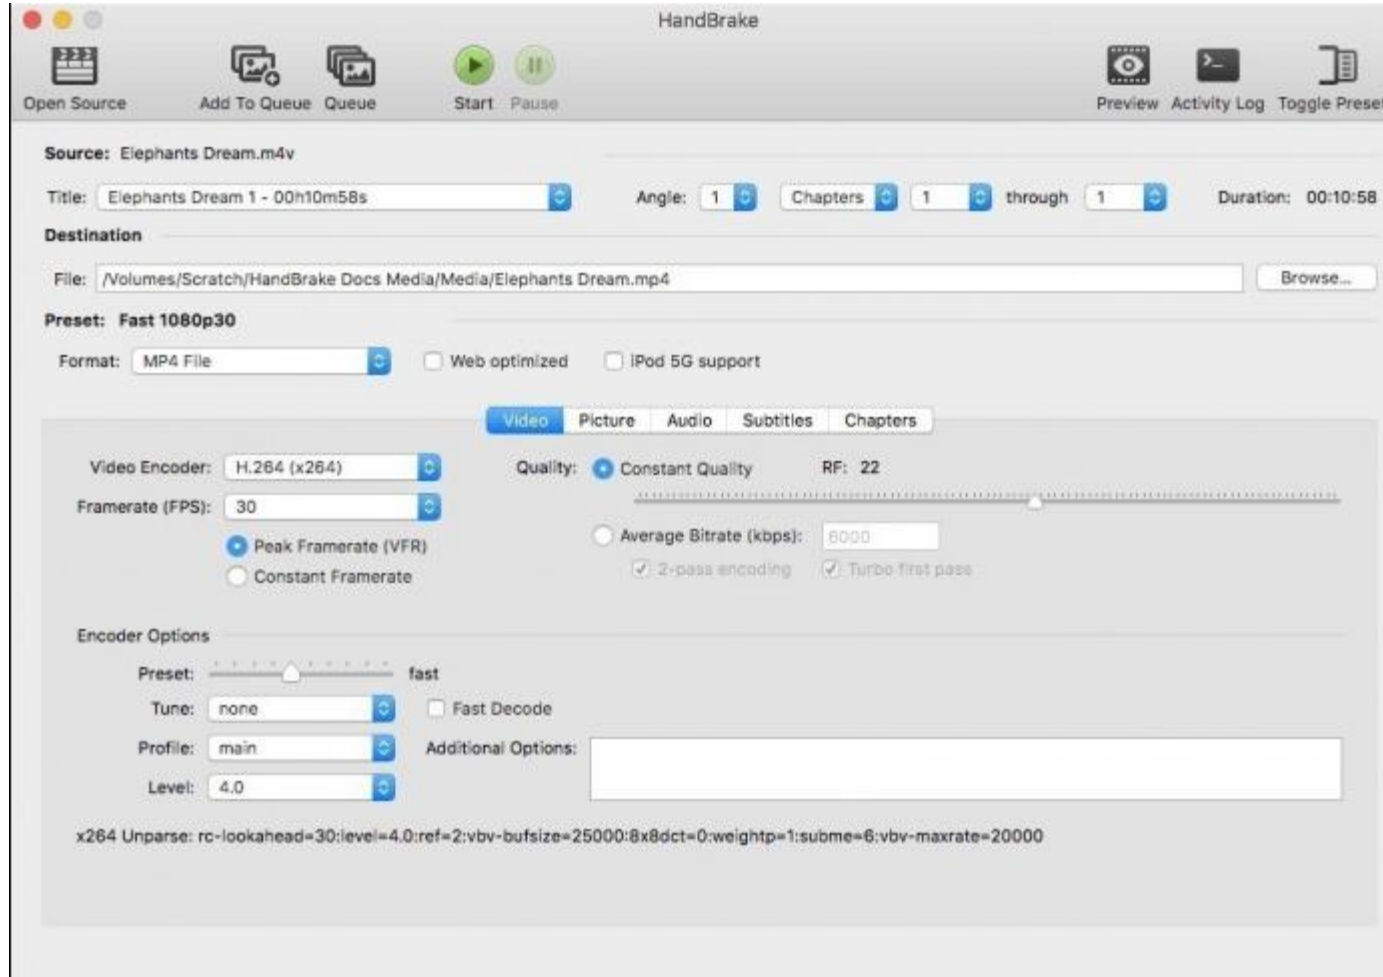 HandBrake
Open Source Add To Queue Queue Start Pause Preview Activity Log Toggle Preset
Source: Elephants Dream.m4v
Title: Elephants Dream 1 - 00h10m58s Angle: 1 Chapters 1 through 1 Duration: 00:10:58
Destination
File: /Volumes/Scratch/HandBrake Docs Media/Media/Elephants Dream.mp4 Browse...
Preset: Fast 1080p30
Format: MP4 File Web optimized iPod 5G support
Video Picture Audio Subtitles Chapters
Video Encoder: H.264 (x264) Quality: Constant Quality RF: 22
Framerate (FPS): 30
Average Bitrate (kbps): 6000
Peak Framerate (VFR)
2-pass encoding Turbo first pass
Constant Framerate
Encoder Options
Preset: fast
Tune: none Fast Decode
Profile: main Additional Options:
Level: 4.0
x264 Unparse: rc-lookahead=30:level=4.0:ref=2:vbv-bufsize=25000:8x8dct=0:weightp=1:subme=6:vbv-maxrate=20000